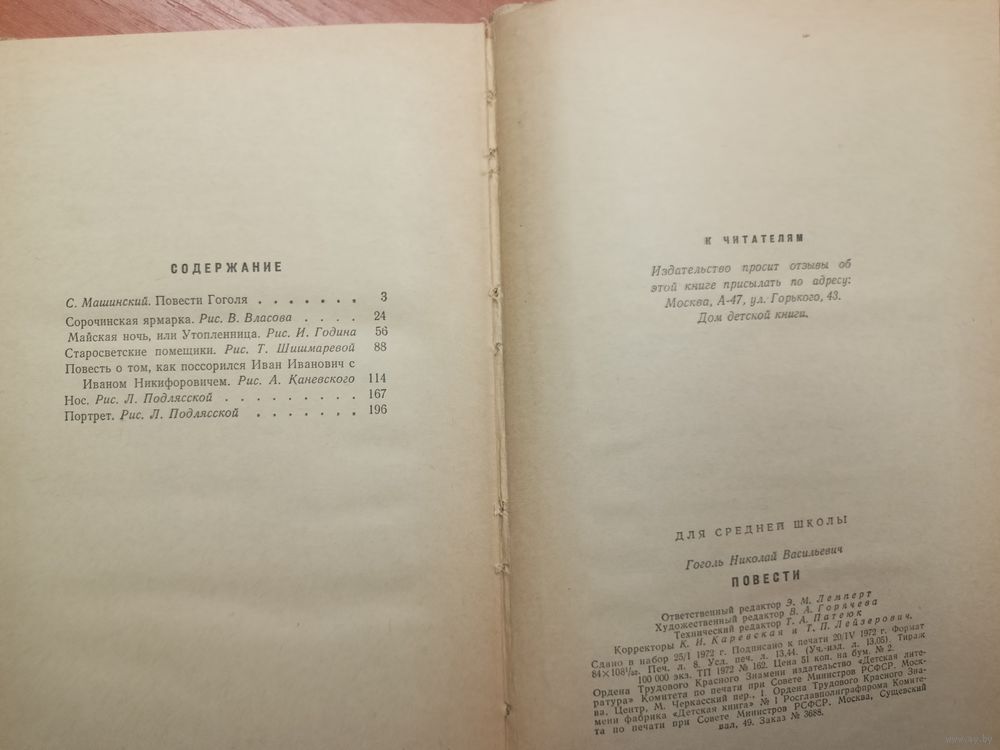 СОДЕРЖАНИЕ
С. Машинский. Повести Гоголя . . . . . . . 3
Сорочинская ярмарка. Рис. В. Власова . . . . 24
Майская ночь, или Утопленница. Рис. И. Година 56
Старосветские помещики. Рис. Т. Шишмаревой 88
Повесть о том, как поссорился Иван Иванович с
Иваном Никифоровичем. Рис. А. Каневского 114
Нос. Рис. Л. Подлясской . . . . . . . . . 167
Портрет. Рис. Л. Подлясской . . . . . . . 196
К ЧИТАТЕЛЯМ
Издательство просит отзывы об
этой книге присылать по адресу:
Москва, А-47, ул. Горького, 43.
Дом детской книги.
ДЛЯ СРЕДНЕЙ ШКОЛЫ
Гоголь Николай Васильевич
ПОВЕСТИ
Ответственный редактор Э. М. Лемперт
Художественный редактор В. А. Горячева
Технический редактор Т. А. Патеюк
Корректоры К. И. Каревская и Т. П. Лейзерович.
Сдано в набор 25/I 1972 г. Подписано к печати 20/IV 1972 г. Формат
84×108¹/₃₂. Печ. л. 8. Усл. печ. л. 13,44. (Уч.-изд. л. 13,05). Тираж
100 000 экз. ТП 1972 № 162. Цена 51 коп. на бум. № 2.
Ордена Трудового Красного Знамени издательство «Детская лите-
ратура» Комитета по печати при Совете Министров РСФСР. Моск-
ва, Центр, М. Черкасский пер., 1. Ордена Трудового Красного Зна-
мени фабрика «Детская книга» № 1 Росглавполиграфпрома Комите-
та по печати при Совете Министров РСФСР. Москва, Сущевский
вал, 49. Заказ № 3688.
www.ay.by